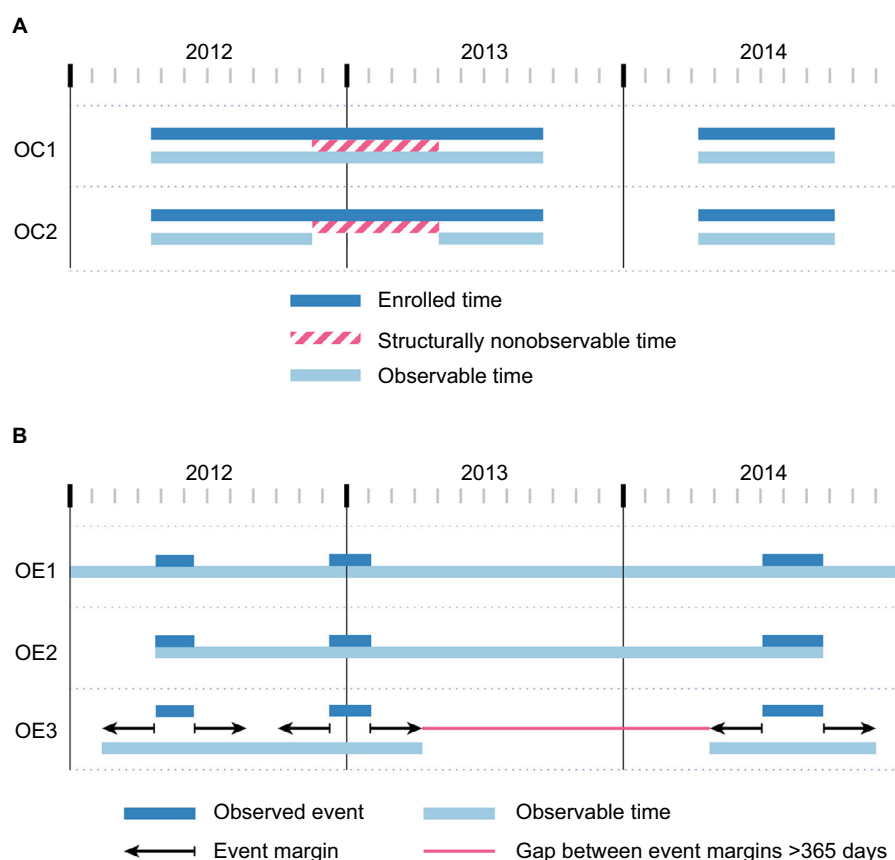 A
2012 2013 2014
OC1
OC2
Enrolled time
Structurally nonobservable time
Observable time
B
2012 2013 2014
OE1
OE2
OE3
Observed event Observable time
Event margin Gap between event margins >365 days